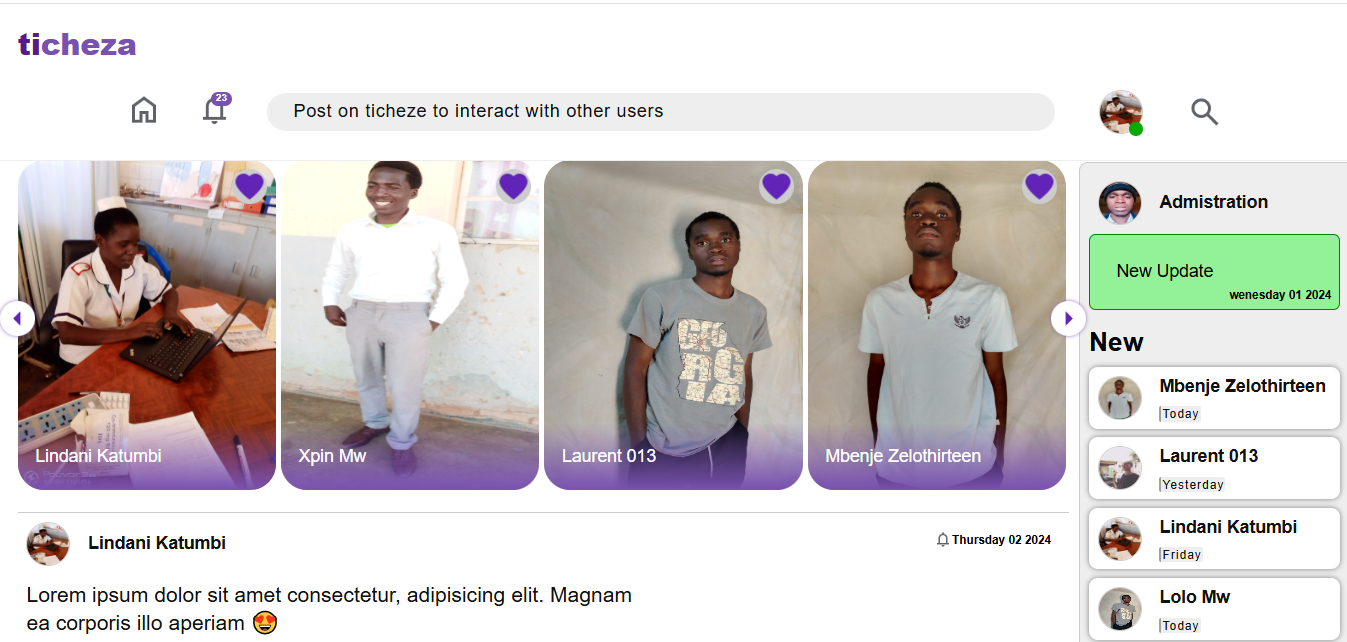 ticheza
23
Post on ticheze to interact with other users
Lindani Katumbi
Xpin Mw
Laurent 013
Mbenje Zelothirteen
GEORGIA
Admistration
New Update
wenesday 01 2024
New
Mbenje Zelothirteen
Today
Laurent 013
Yesterday
Lindani Katumbi
Friday
Lolo Mw
Today
Lindani Katumbi
Thursday 02 2024
Lorem ipsum dolor sit amet consectetur, adipisicing elit. Magnam
ea corporis illo aperiam 😍